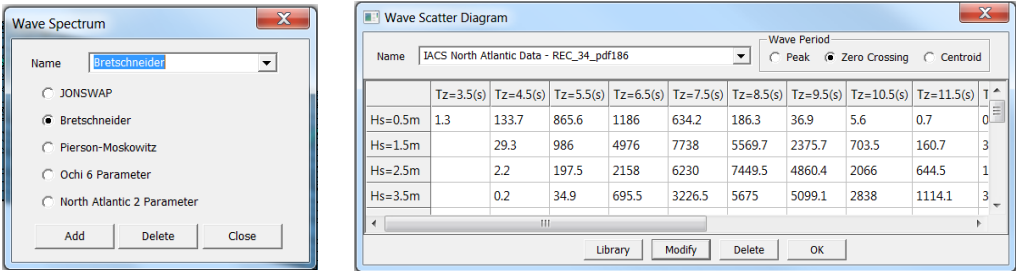 Wave Spectrum
X
Name Bretschneider
JONSWAP
Bretschneider
Pierson-Moskowitz
Ochi 6 Parameter
North Atlantic 2 Parameter
Add Delete Close
Wave Scatter Diagram
X
Wave Period
Name IACS North Atlantic Data - REC_34_pdf186 Peak Zero Crossing Centroid
Tz=3.5(s) Tz=4.5(s) Tz=5.5(s) Tz=6.5(s) Tz=7.5(s) Tz=8.5(s) Tz=9.5(s) Tz=10.5(s) Tz=11.5(s)
Hs=0.5m 1.3 133.7 865.6 1186 634.2 186.3 36.9 5.6 0.7 0
Hs=1.5m 29.3 986 4976 7738 5569.7 2375.7 703.5 160.7 3
Hs=2.5m 2.2 197.5 2158 6230 7449.5 4860.4 2066 644.5 1
Hs=3.5m 0.2 34.9 695.5 3226.5 5675 5099.1 2838 1114.1 3
Library Modify Delete OK